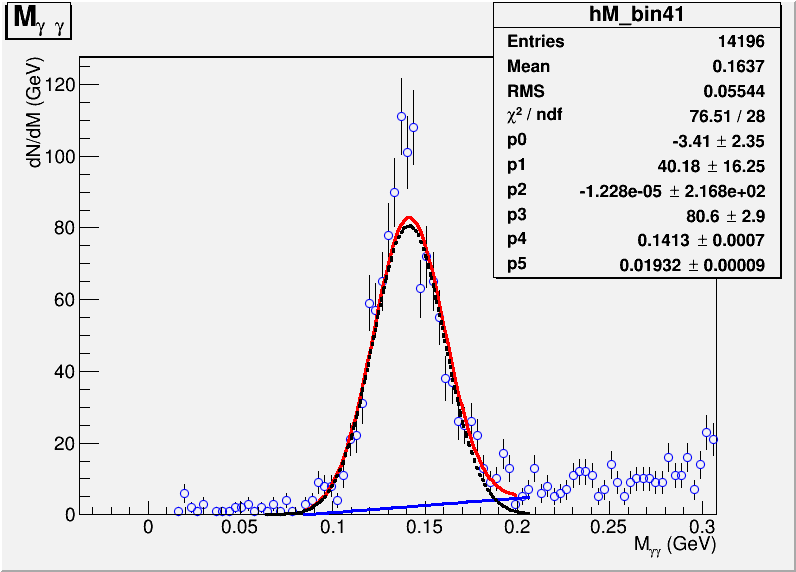 Mγ γ
hM_bin41
Entries 14196
Mean 0.1637
RMS 0.05544
χ² / ndf 76.51 / 28
p0 -3.41 ± 2.35
p1 40.18 ± 16.25
p2 -1.228e-05 ± 2.168e+02
p3 80.6 ± 2.9
p4 0.1413 ± 0.0007
p5 0.01932 ± 0.00009
dN/dM (GeV)
120
100
80
60
40
20
0
0 0.05 0.1 0.15 0.2 0.25 0.3
Mγγ (GeV)